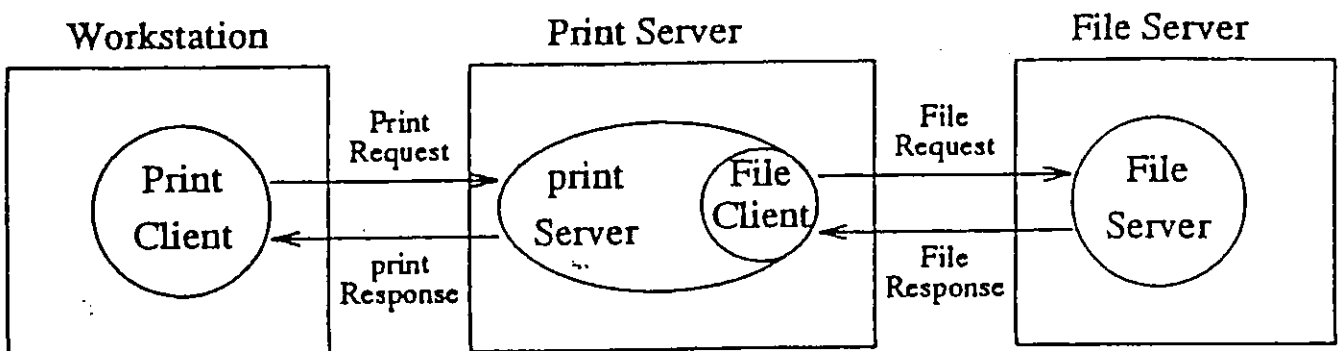 Workstation
Print Server
File Server
Print
Client
Print
Request
print
Response
print
Server
File
Client
File
Request
File
Response
File
Server